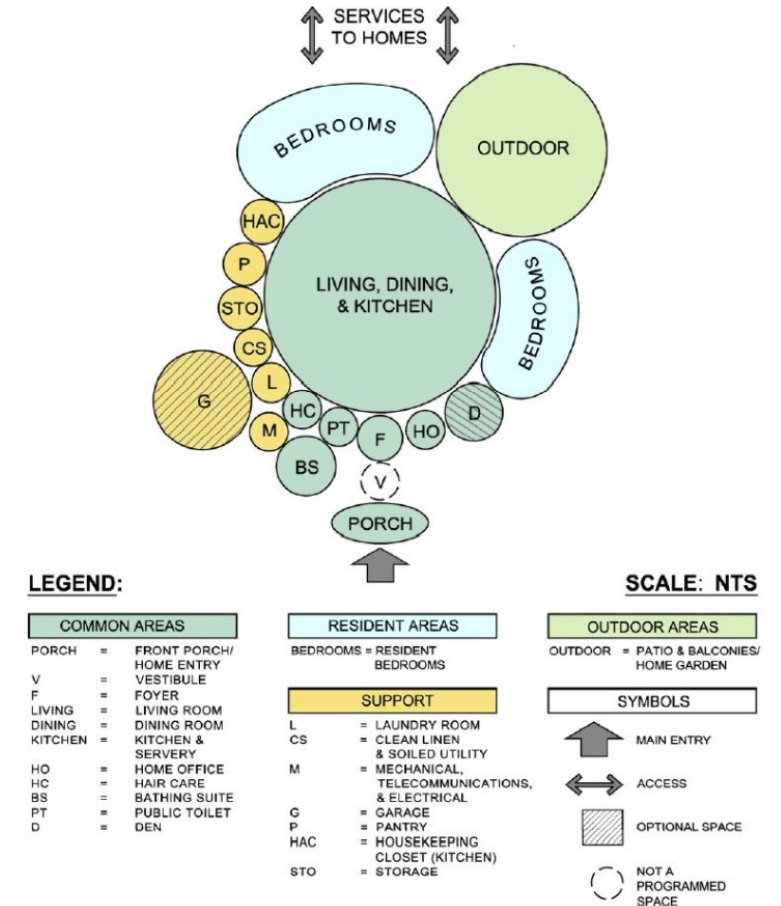 SERVICES
TO HOMES
BEDROOMS
OUTDOOR
HAC
P
STO
CS
L
G
M
LIVING, DINING,
& KITCHEN
BEDROOMS
HC
PT
F
HO
D
BS
V
PORCH
LEGEND:
SCALE: NTS
COMMON AREAS
PORCH = FRONT PORCH/
HOME ENTRY
V = VESTIBULE
F = FOYER
LIVING = LIVING ROOM
DINING = DINING ROOM
KITCHEN = KITCHEN &
SERVERY
HO = HOME OFFICE
HC = HAIR CARE
BS = BATHING SUITE
PT = PUBLIC TOILET
D = DEN
RESIDENT AREAS
BEDROOMS = RESIDENT
BEDROOMS
SUPPORT
L = LAUNDRY ROOM
CS = CLEAN LINEN
& SOILED UTILITY
M = MECHANICAL,
TELECOMMUNICATIONS,
& ELECTRICAL
G = GARAGE
P = PANTRY
HAC = HOUSEKEEPING
CLOSET (KITCHEN)
STO = STORAGE
OUTDOOR AREAS
OUTDOOR = PATIO & BALCONIES/
HOME GARDEN
SYMBOLS
MAIN ENTRY
ACCESS
OPTIONAL SPACE
NOT A
PROGRAMMED
SPACE